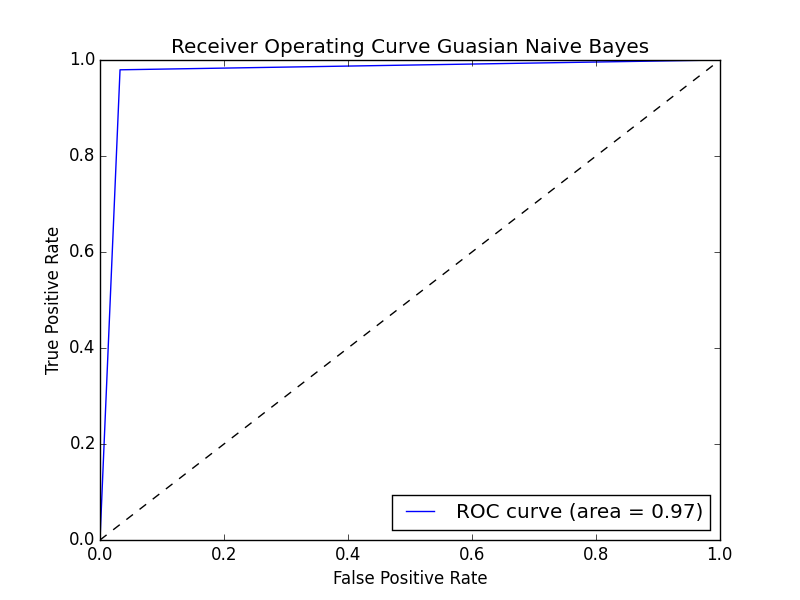 Receiver Operating Curve Guasian Naive Bayes
1.0
0.8
0.6
0.4
0.2
0.0
True Positive Rate
ROC curve (area = 0.97)
0.0 0.2 0.4 0.6 0.8 1.0
False Positive Rate